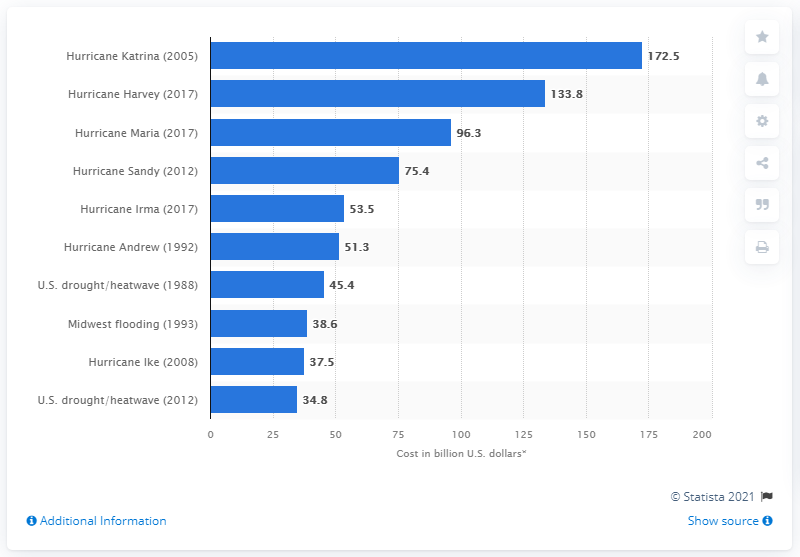 Hurricane Katrina (2005) 172.5
Hurricane Harvey (2017) 133.8
Hurricane Maria (2017) 96.3
Hurricane Sandy (2012) 75.4
Hurricane Irma (2017) 53.5
Hurricane Andrew (1992) 51.3
U.S. drought/heatwave (1988) 45.4
Midwest flooding (1993) 38.6
Hurricane Ike (2008) 37.5
U.S. drought/heatwave (2012) 34.8
0 25 50 75 100 125 150 175 200
Cost in billion U.S. dollars*
© Statista 2021
Additional Information Show source